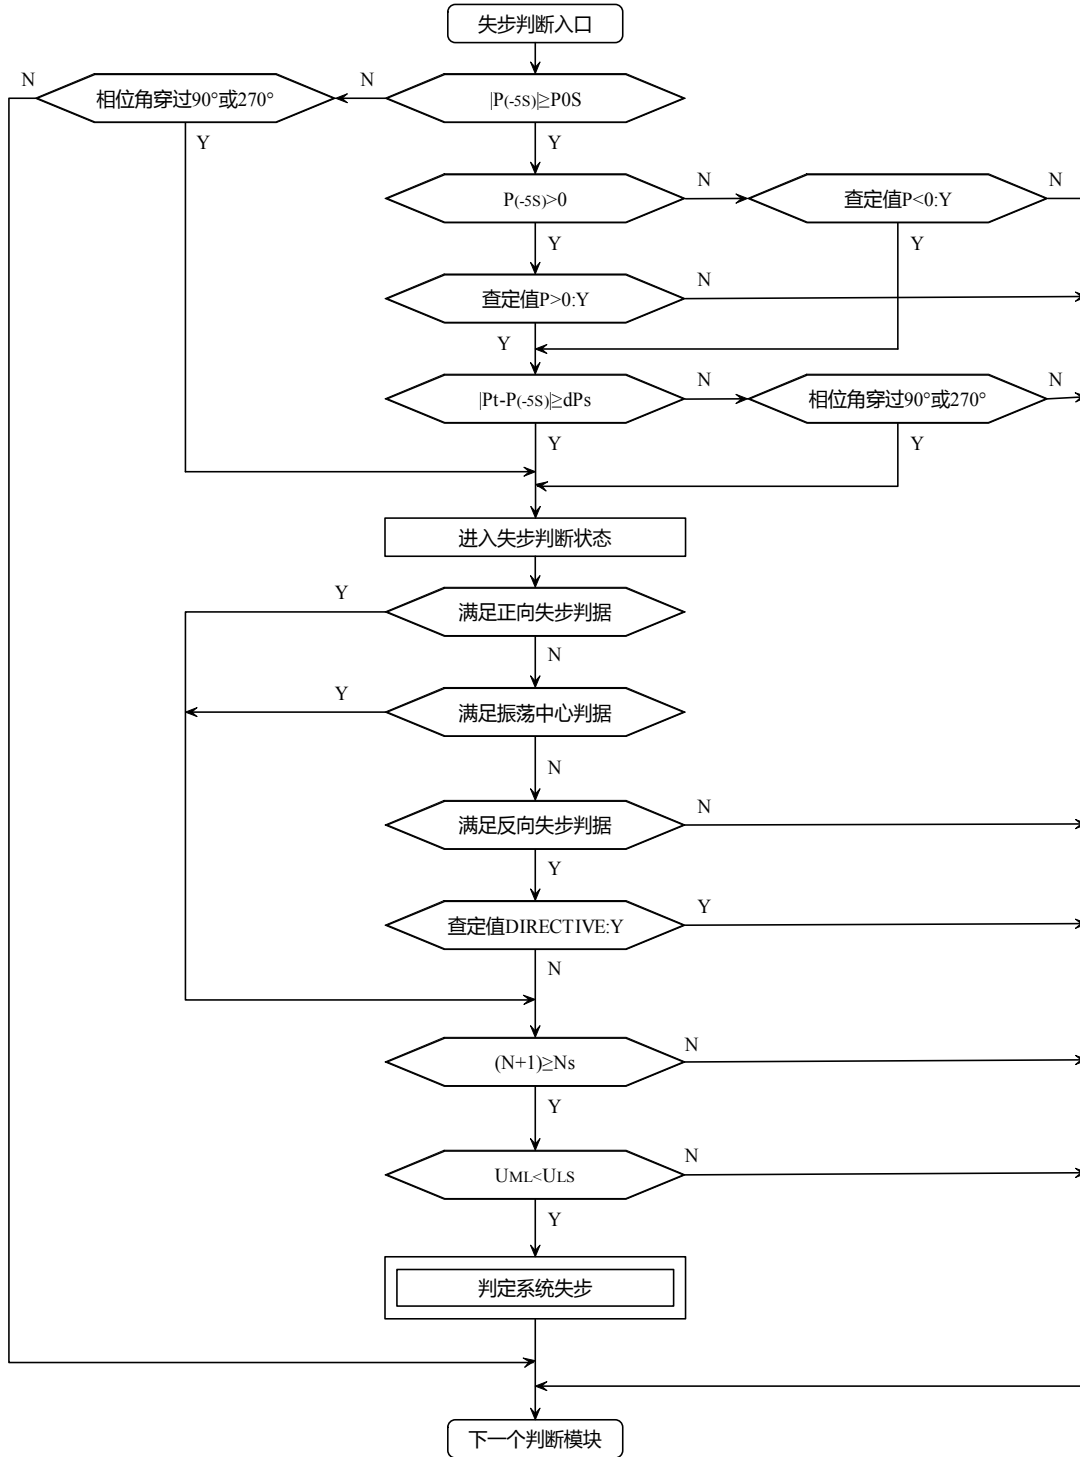 失步判断入口
N
相位角穿过90°或270°
N
|P(-5S)|≥P0S
Y
Y
P(-5S)>0
N
查定值P<0:Y
N
Y
Y
查定值P>0:Y
N
Y
|Pt-P(-5S)|≥dPs
N
相位角穿过90°或270°
N
Y
Y
进入失步判断状态
Y
满足正向失步判据
N
Y
满足振荡中心判据
N
满足反向失步判据
N
Y
查定值DIRECTIVE:Y
Y
N
(N+1)≥Ns
N
Y
UML<ULS
N
Y
判定系统失步
下一个判断模块